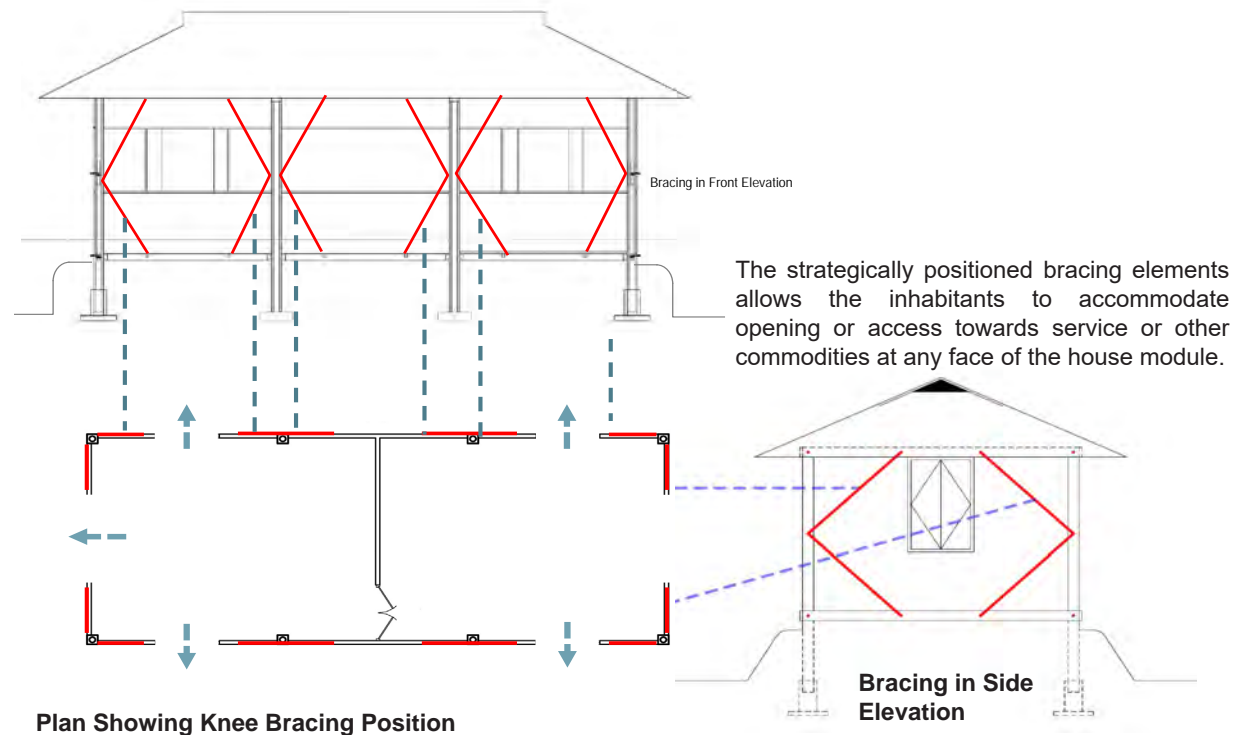 Bracing in Front Elevation
The strategically positioned bracing elements
allows the inhabitants to accommodate
opening or access towards service or other
commodities at any face of the house module.
Bracing in Side
Elevation
Plan Showing Knee Bracing Position